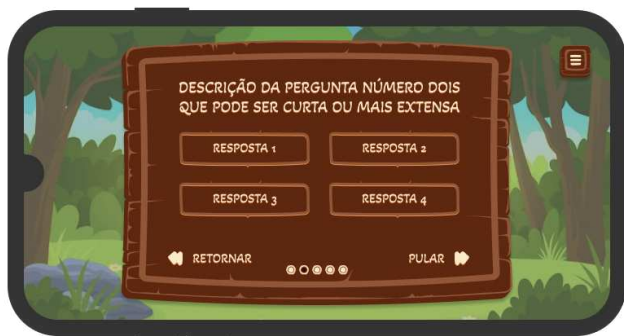 DESCRIÇÃO DA PERGUNTA NÚMERO DOIS
QUE PODE SER CURTA OU MAIS EXTENSA
RESPOSTA 1
RESPOSTA 2
RESPOSTA 3
RESPOSTA 4
RETORNAR
PULAR